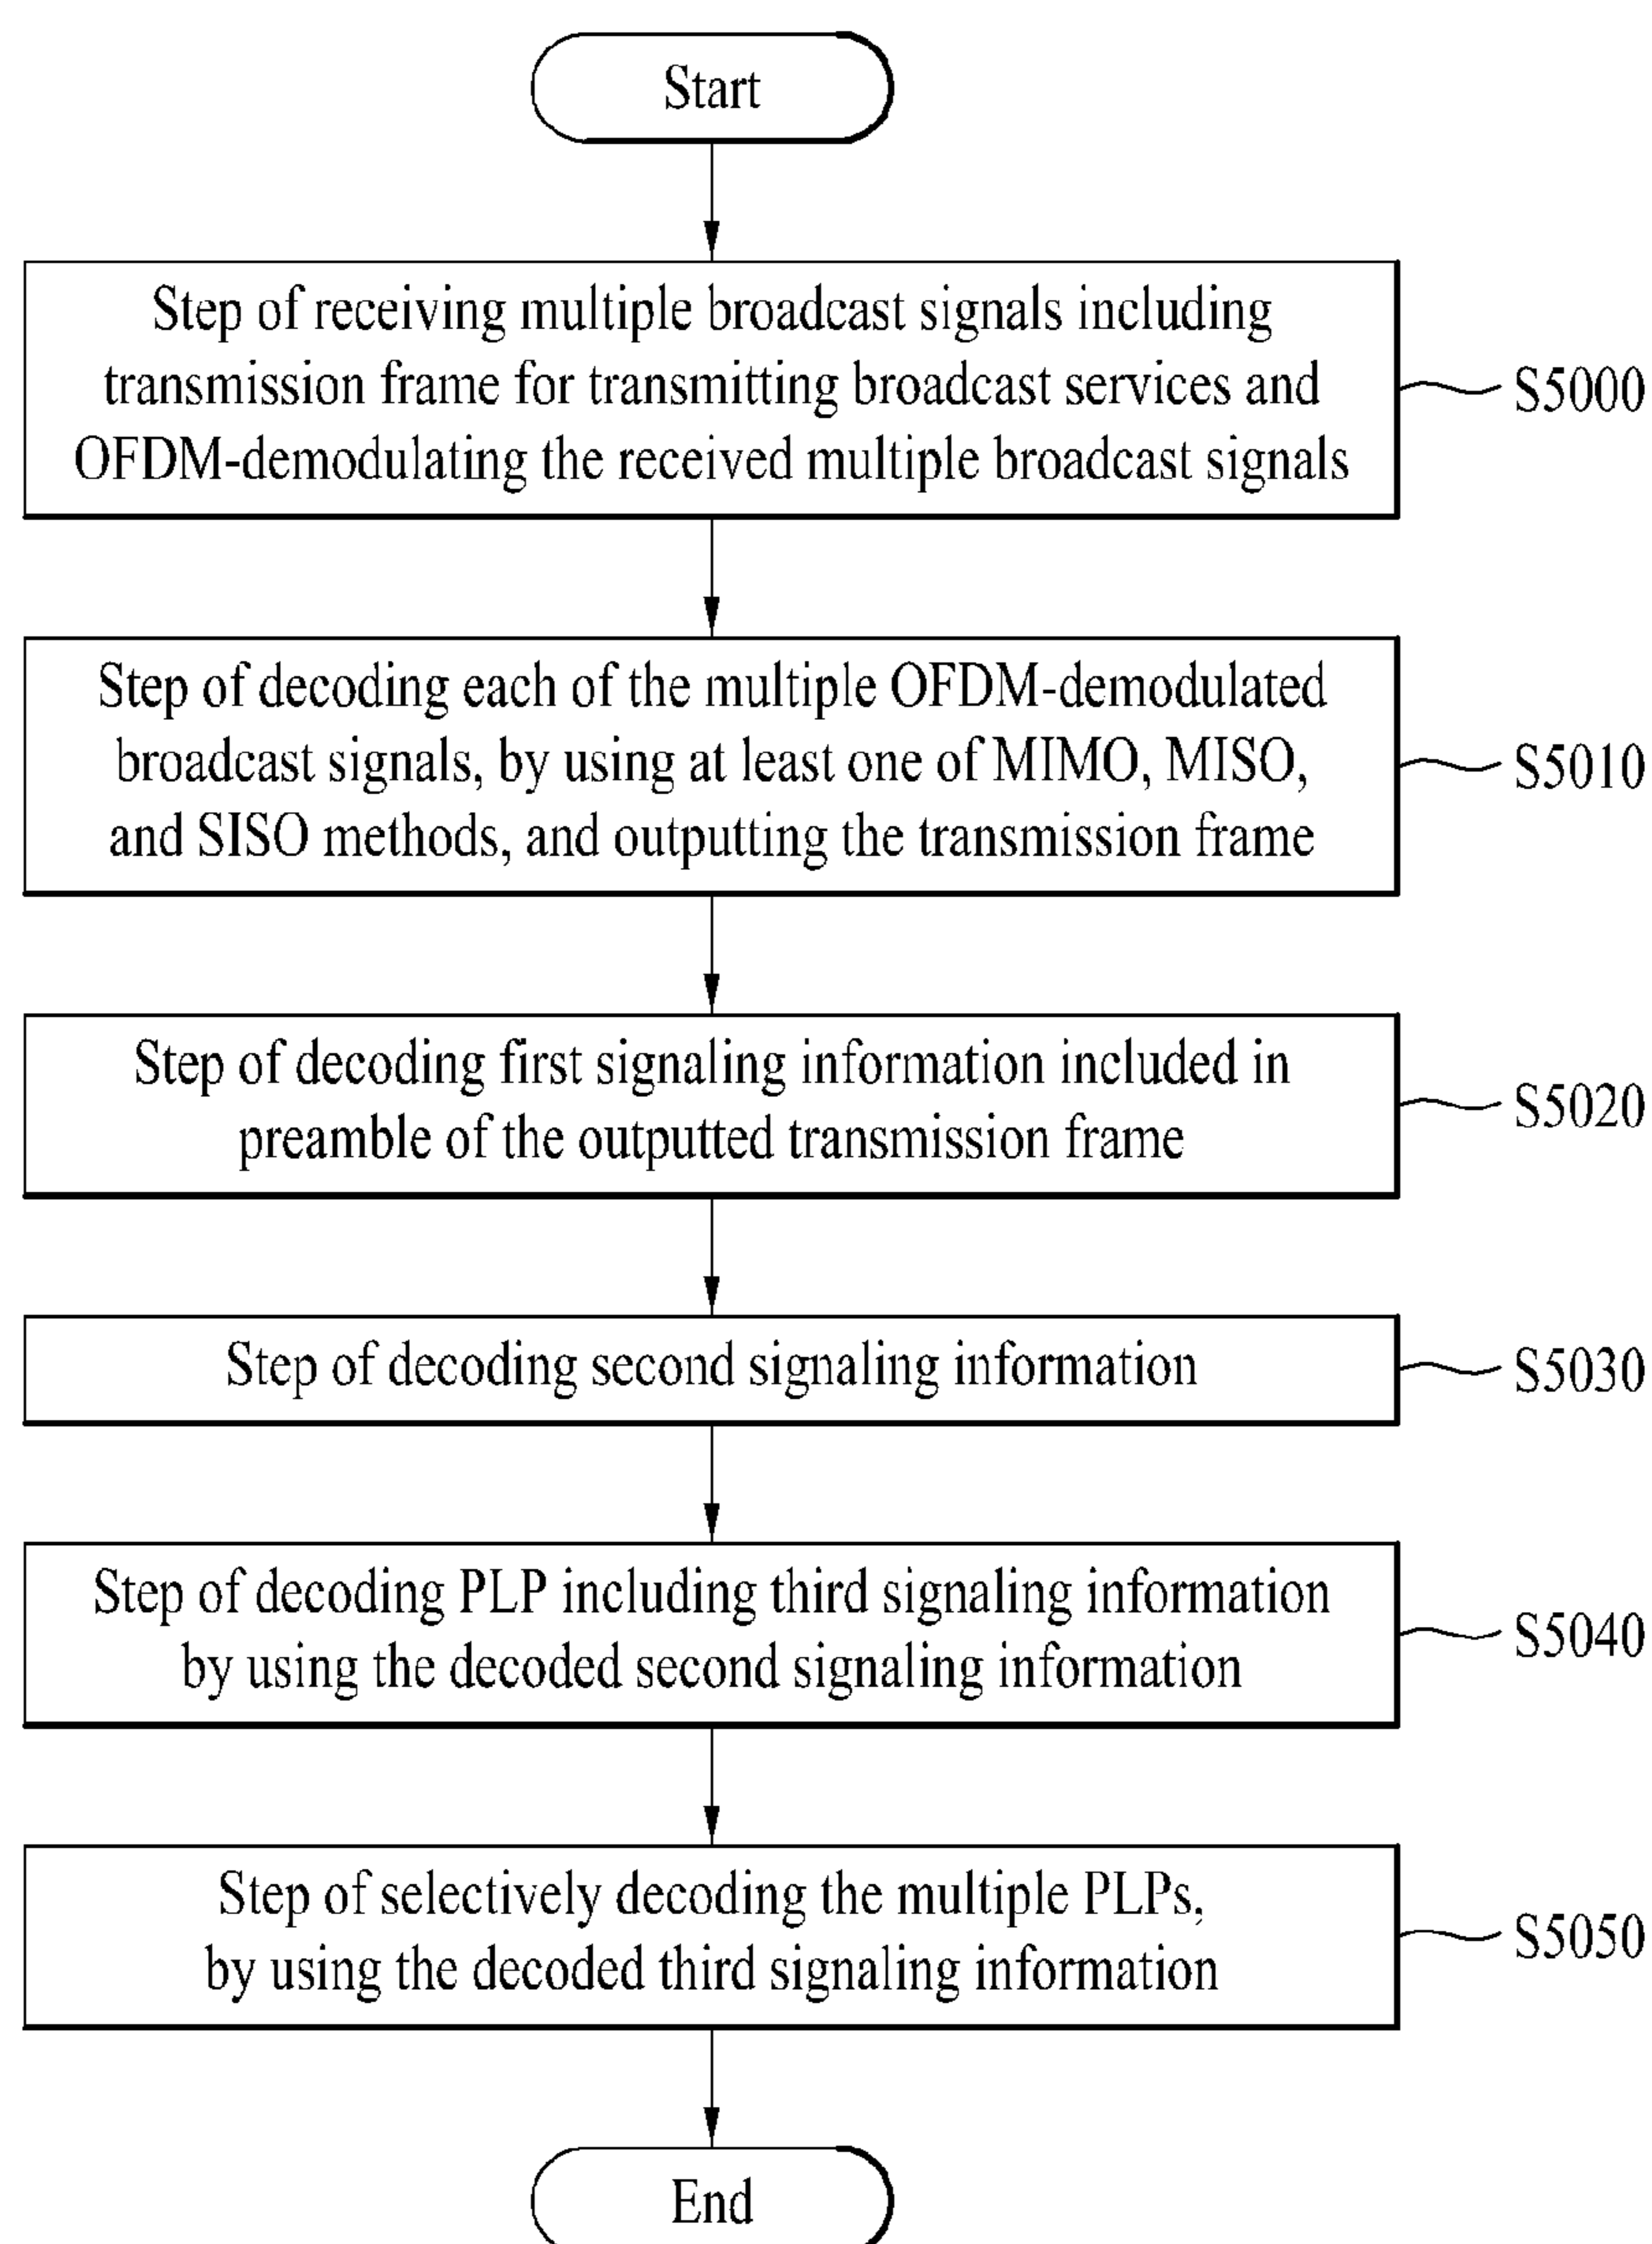 Start
Step of receiving multiple broadcast signals including
transmission frame for transmitting broadcast services and
OFDM-demodulating the received multiple broadcast signals
S5000
Step of decoding each of the multiple OFDM-demodulated
broadcast signals, by using at least one of MIMO, MISO,
and SISO methods, and outputting the transmission frame
S5010
Step of decoding first signaling information included in
preamble of the outputted transmission frame
S5020
Step of decoding second signaling information
S5030
Step of decoding PLP including third signaling information
by using the decoded second signaling information
S5040
Step of selectively decoding the multiple PLPs,
by using the decoded third signaling information
S5050
End